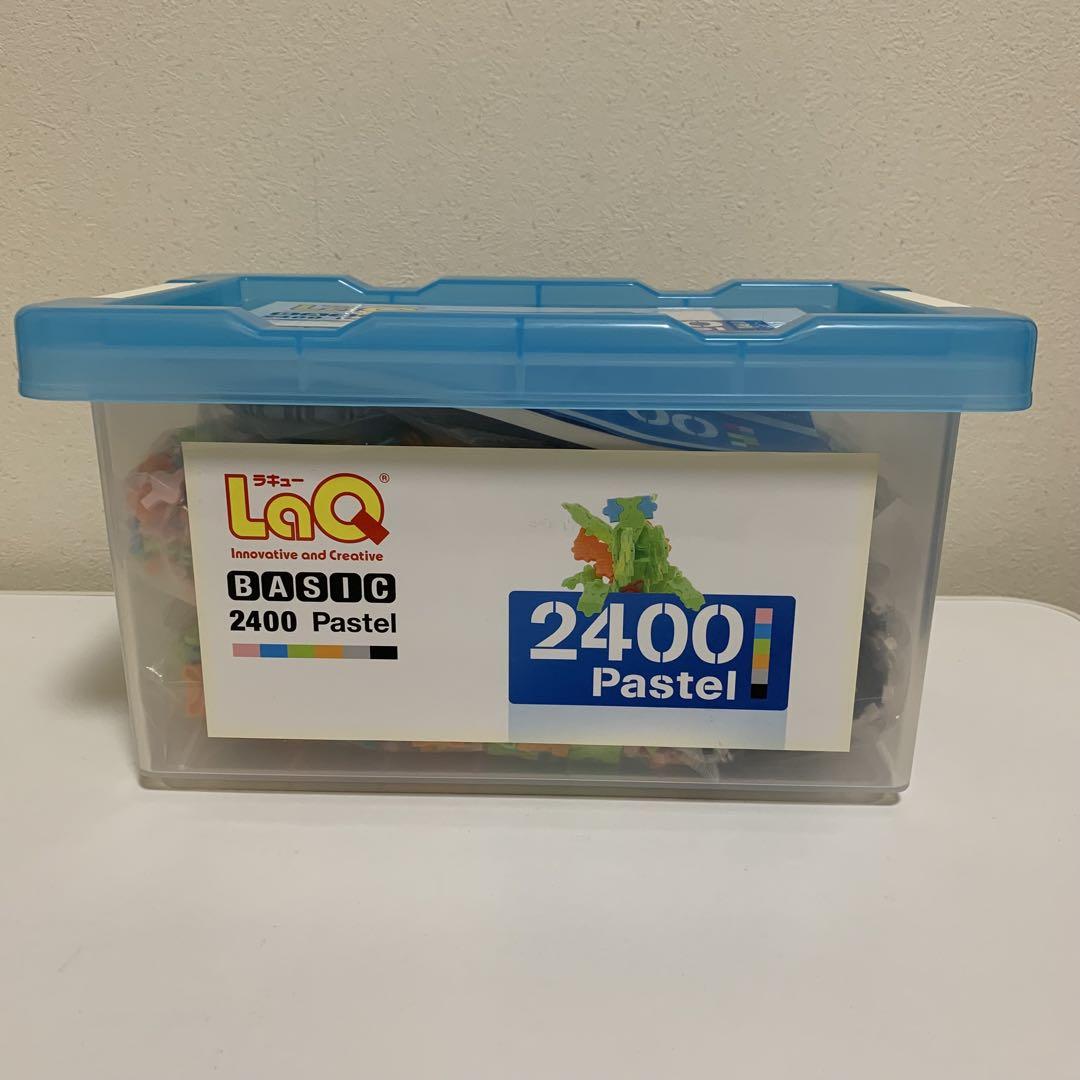 ラキュー
LaQ®
Innovative and Creative
BASIC
2400 Pastel
2400
Pastel